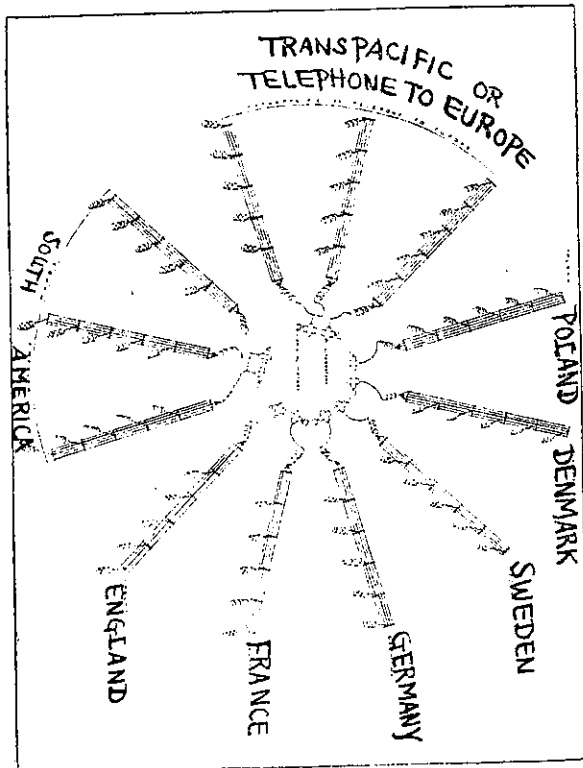 TRANSPACIFIC OR
TELEPHONE TO EUROPE
SOUTH
AMERICA
POLAND
DENMARK
SWEDEN
GERMANY
FRANCE
ENGLAND